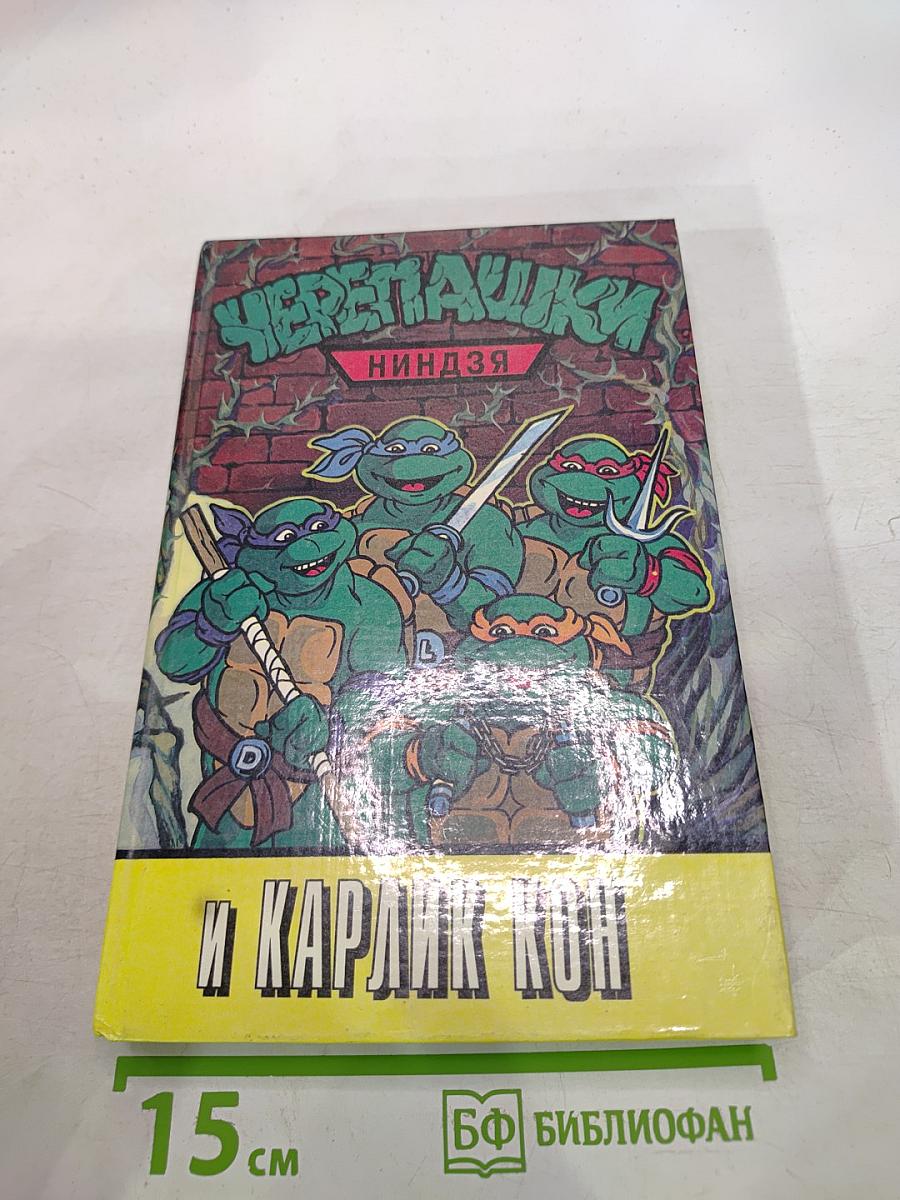 ЧЕРЕПАШКИ
НИНДЗЯ
L
D
и КАРЛИК КОН
15 см
БФ БИБЛИОФАН